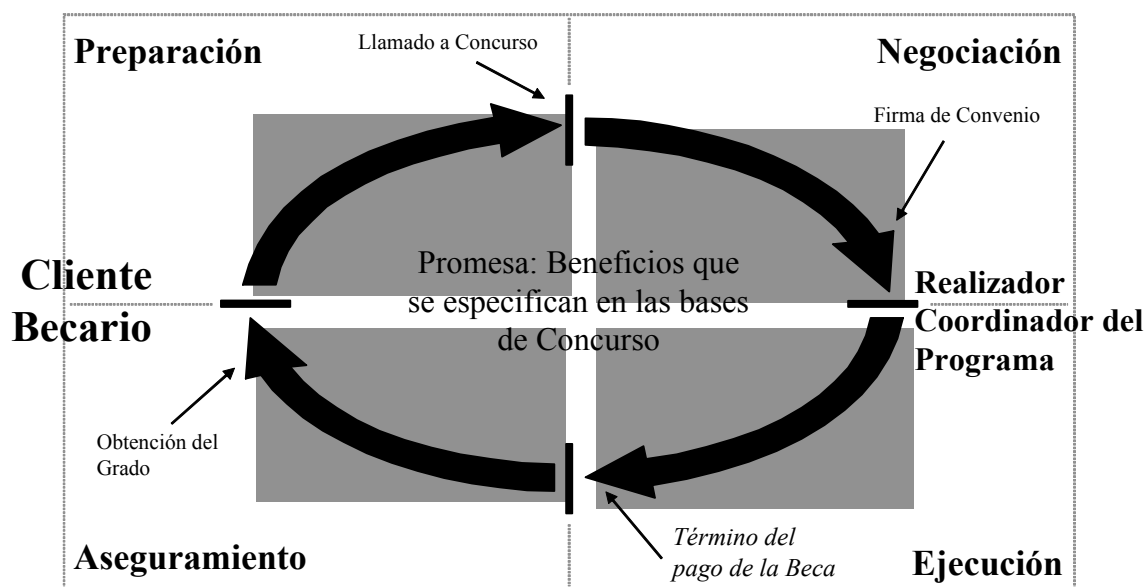 Preparación
Llamado a Concurso
Negociación
Firma de Convenio
Cliente
Becario
Promesa: Beneficios que
se especifican en las bases
de Concurso
Realizador
Coordinador del
Programa
Obtención del
Grado
Aseguramiento
Término del
pago de la Beca
Ejecución